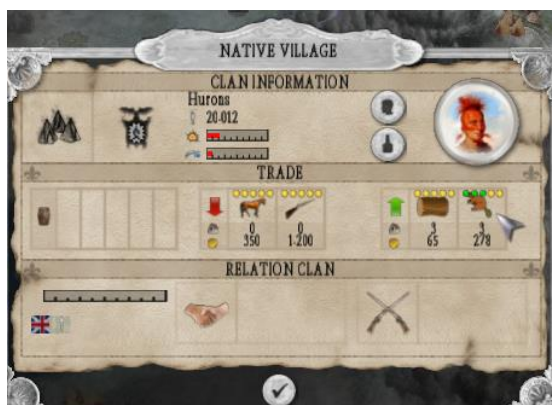 NATIVE VILLAGE
CLAN INFORMATION
Hurons
20-012
TRADE
0 0 3 3
350 1-200 65 278
RELATION CLAN